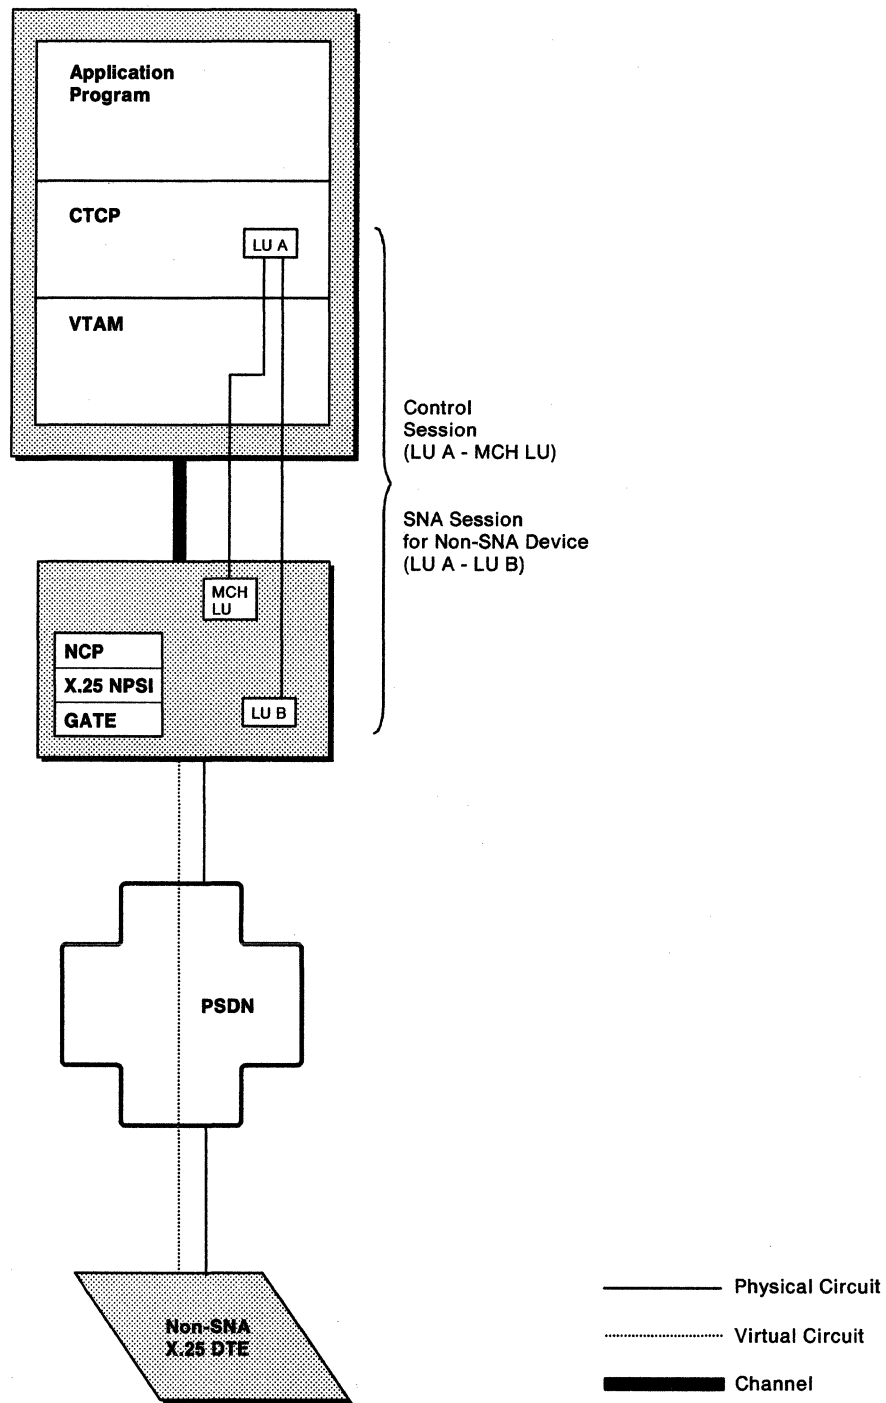 Application
Program
CTCP
LU A
VTAM
Control
Session
(LU A - MCH LU)
SNA Session
for Non-SNA Device
(LU A - LU B)
MCH
LU
NCP
X.25 NPSI
GATE
LU B
PSDN
Non-SNA
X.25 DTE
Physical Circuit
Virtual Circuit
Channel